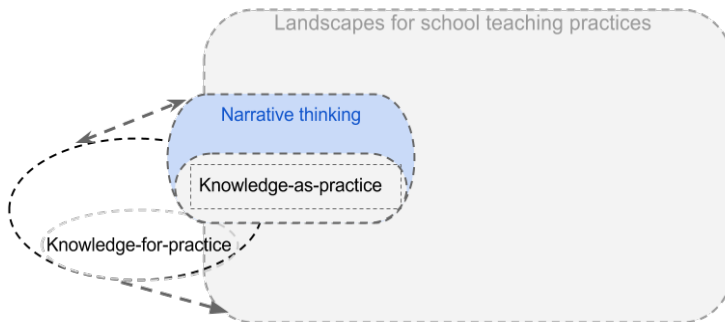 Landscapes for school teaching practices
Narrative thinking
Knowledge-as-practice
Knowledge-for-practice